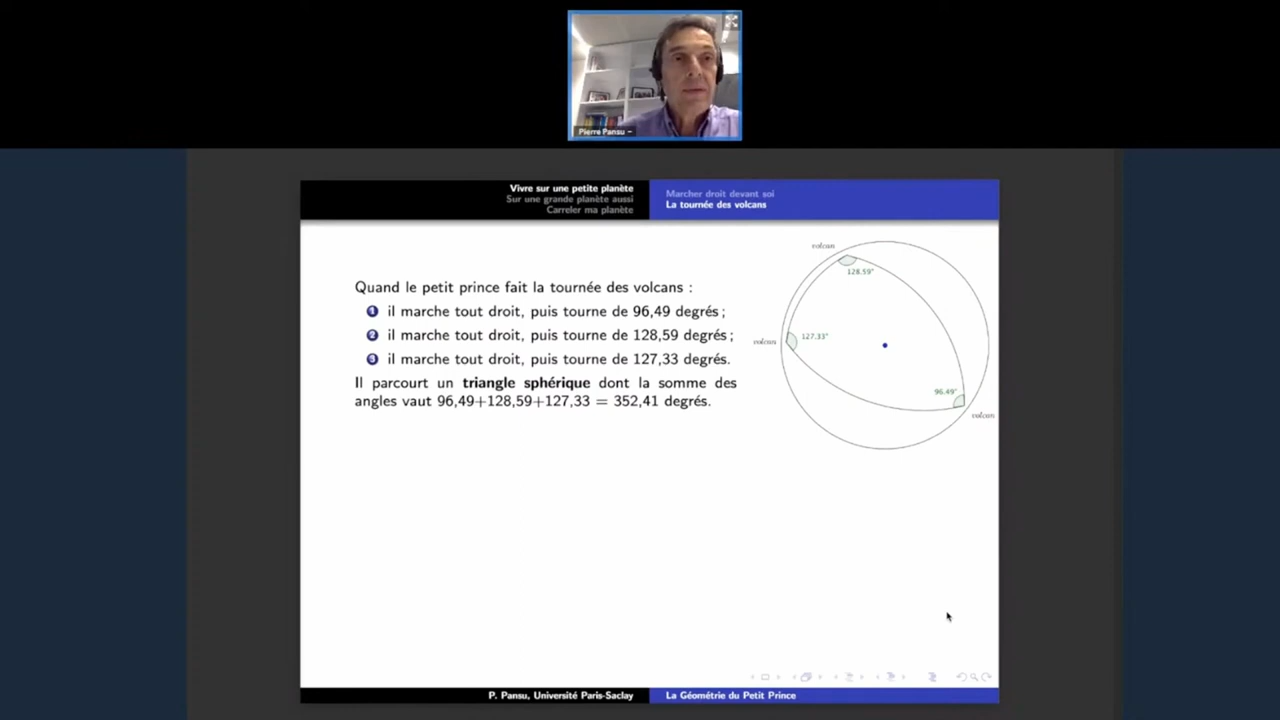 Pierre Pansu
Vivre sur une petite planète
Sur une grande planète aussi
Carreler ma planète
Marcher droit devant soi
La tournée des volcans
Quand le petit prince fait la tournée des volcans :
1 il marche tout droit, puis tourne de 96,49 degrés ;
2 il marche tout droit, puis tourne de 128,59 degrés ;
3 il marche tout droit, puis tourne de 127,33 degrés.
Il parcourt un triangle sphérique dont la somme des
angles vaut 96,49+128,59+127,33 = 352,41 degrés.
volcan
128.59°
volcan
127.33°
96.49°
volcan
P. Pansu, Université Paris-Saclay
La Géométrie du Petit Prince